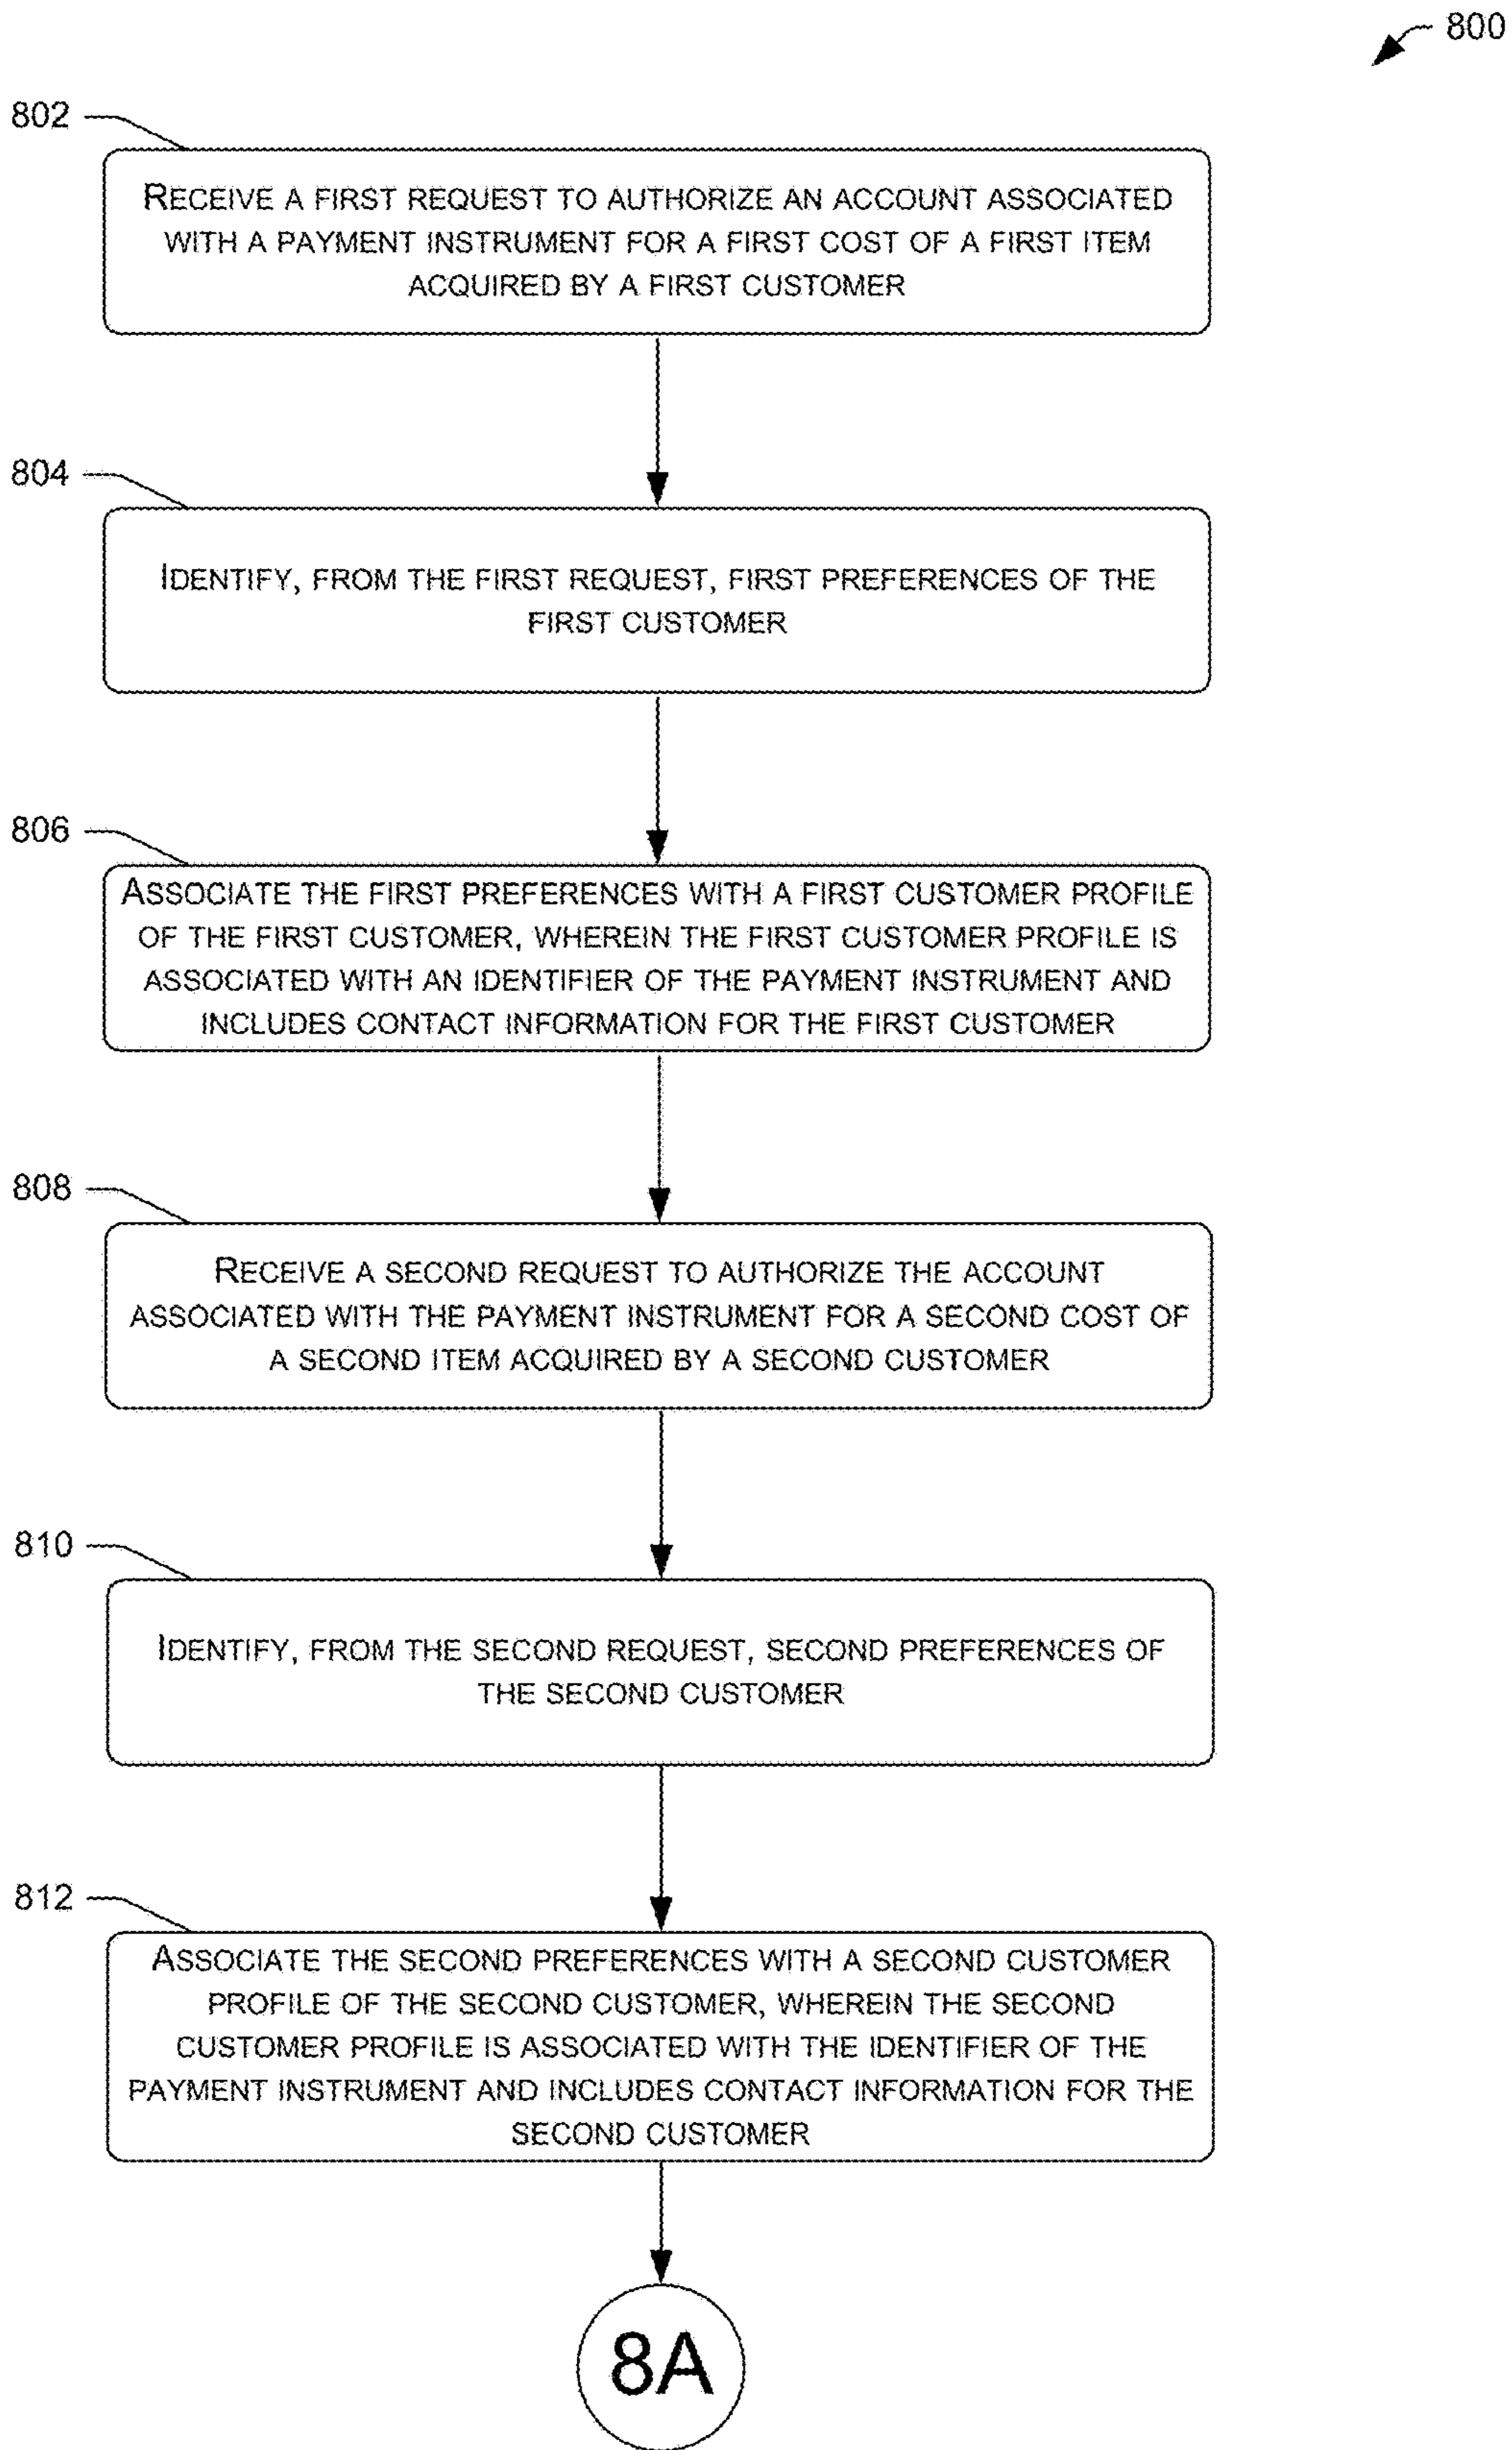 800
802
RECEIVE A FIRST REQUEST TO AUTHORIZE AN ACCOUNT ASSOCIATED
WITH A PAYMENT INSTRUMENT FOR A FIRST COST OF A FIRST ITEM
ACQUIRED BY A FIRST CUSTOMER
804
IDENTIFY, FROM THE FIRST REQUEST, FIRST PREFERENCES OF THE
FIRST CUSTOMER
806
ASSOCIATE THE FIRST PREFERENCES WITH A FIRST CUSTOMER PROFILE
OF THE FIRST CUSTOMER, WHEREIN THE FIRST CUSTOMER PROFILE IS
ASSOCIATED WITH AN IDENTIFIER OF THE PAYMENT INSTRUMENT AND
INCLUDES CONTACT INFORMATION FOR THE FIRST CUSTOMER
808
RECEIVE A SECOND REQUEST TO AUTHORIZE THE ACCOUNT
ASSOCIATED WITH THE PAYMENT INSTRUMENT FOR A SECOND COST OF
A SECOND ITEM ACQUIRED BY A SECOND CUSTOMER
810
IDENTIFY, FROM THE SECOND REQUEST, SECOND PREFERENCES OF
THE SECOND CUSTOMER
812
ASSOCIATE THE SECOND PREFERENCES WITH A SECOND CUSTOMER
PROFILE OF THE SECOND CUSTOMER, WHEREIN THE SECOND
CUSTOMER PROFILE IS ASSOCIATED WITH THE IDENTIFIER OF THE
PAYMENT INSTRUMENT AND INCLUDES CONTACT INFORMATION FOR THE
SECOND CUSTOMER
8A